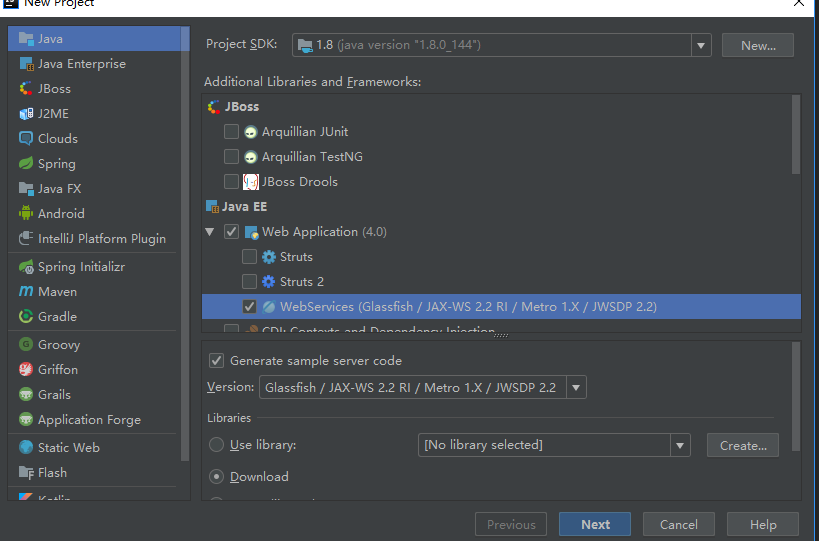 New Project
Java
Java Enterprise
JBoss
J2ME
Clouds
Spring
Java FX
Android
IntelliJ Platform Plugin
Spring Initializr
Maven
Gradle
Groovy
Griffon
Grails
Application Forge
Static Web
Flash
Kotlin
Project SDK: 1.8 (java version "1.8.0_144") New...
Additional Libraries and Frameworks:
JBoss
Arquillian JUnit
Arquillian TestNG
JBoss Drools
Java EE
Web Application (4.0)
Struts
Struts 2
WebServices (Glassfish / JAX-WS 2.2 RI / Metro 1.X / JWSDP 2.2)
CDI: Contexts and Dependency Injection
Generate sample server code
Version: Glassfish / JAX-WS 2.2 RI / Metro 1.X / JWSDP 2.2
Libraries
Use library: [No library selected] Create...
Download
Previous Next Cancel Help